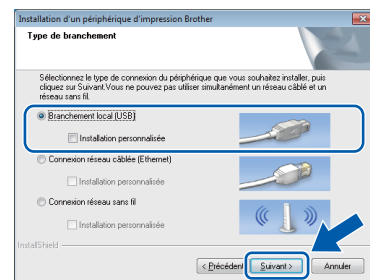 Installation d'un périphérique d'impression Brother
Type de branchement
Sélectionnez le type de connexion du périphérique que vous souhaitez installer, puis
cliquez sur Suivant.Vous ne pouvez pas utiliser simultanément un réseau câblé et un
réseau sans fil.
Branchement local (USB)
Installation personnalisée
Connexion réseau câblée (Ethernet)
Installation personnalisée
Connexion réseau sans fil
Installation personnalisée
InstallShield
< Précédent Suivant > Annuler